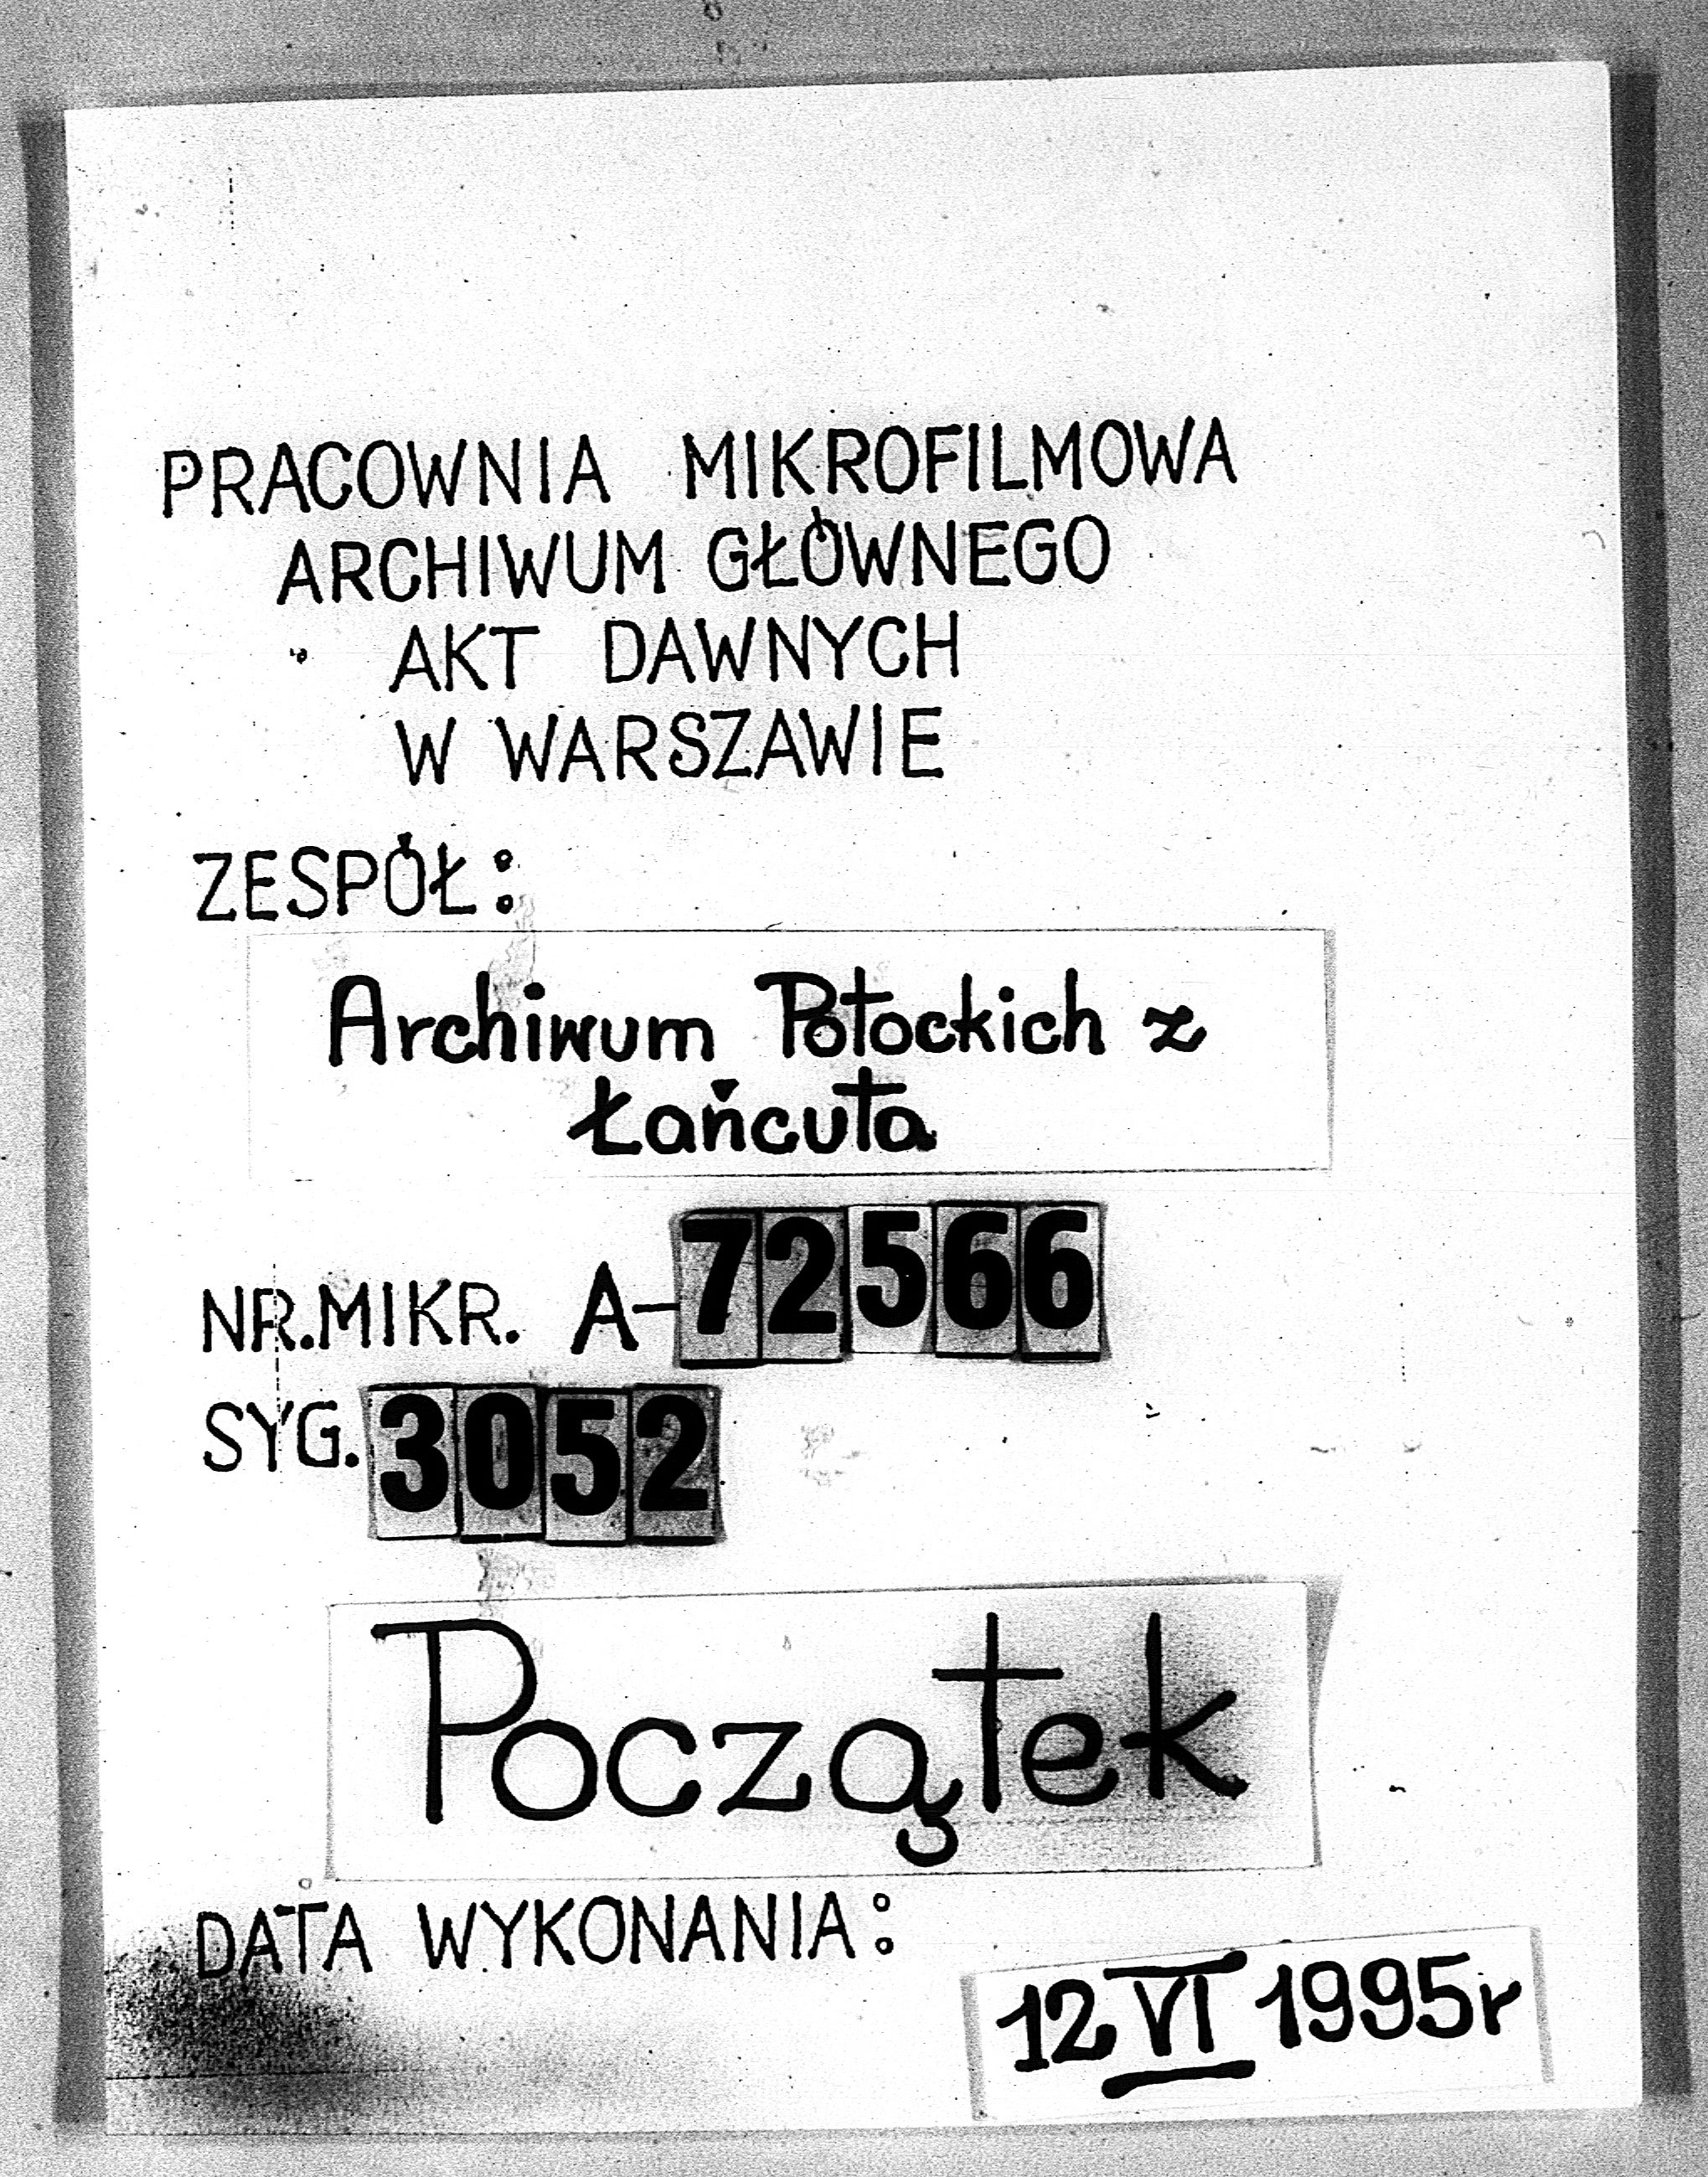 PRACOWNIA MIKROFILMOWA
ARCHIWUM GŁÓWNEGO
AKT DAWNYCH
W WARSZAWIE
ZESPÓŁ:
Archiwum Potockich z
Łańcuta
NR.MIKR. A-72566
SYG. 3052
Początek
DATA WYKONANIA:
12 VI 1995r